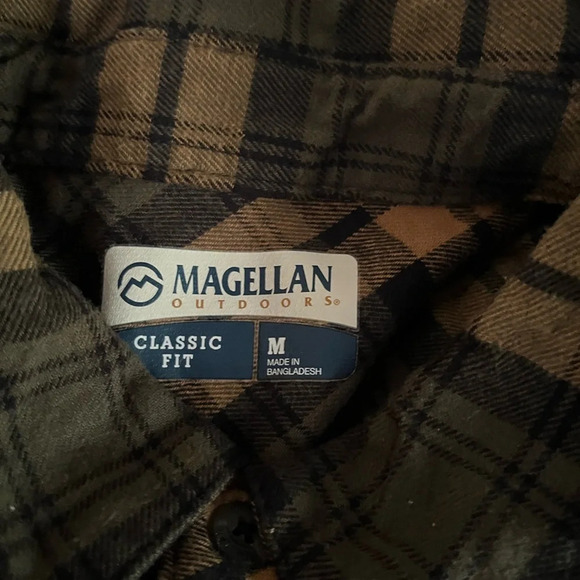 MAGELLAN
OUTDOORS®
CLASSIC
FIT
M
MADE IN
BANGLADESH